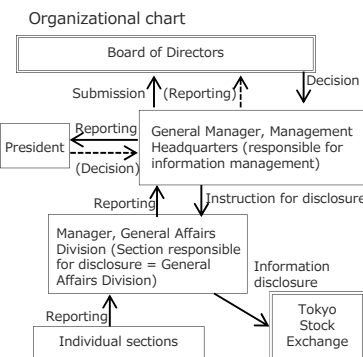 Organizational chart
Board of Directors
Submission
(Reporting)
Decision
President
Reporting
(Decision)
General Manager, Management
Headquarters (responsible for
information management)
Reporting
Instruction for disclosure
Manager, General Affairs
Division (Section responsible
for disclosure = General
Affairs Division)
Information
disclosure
Reporting
Individual sections
Tokyo
Stock
Exchange